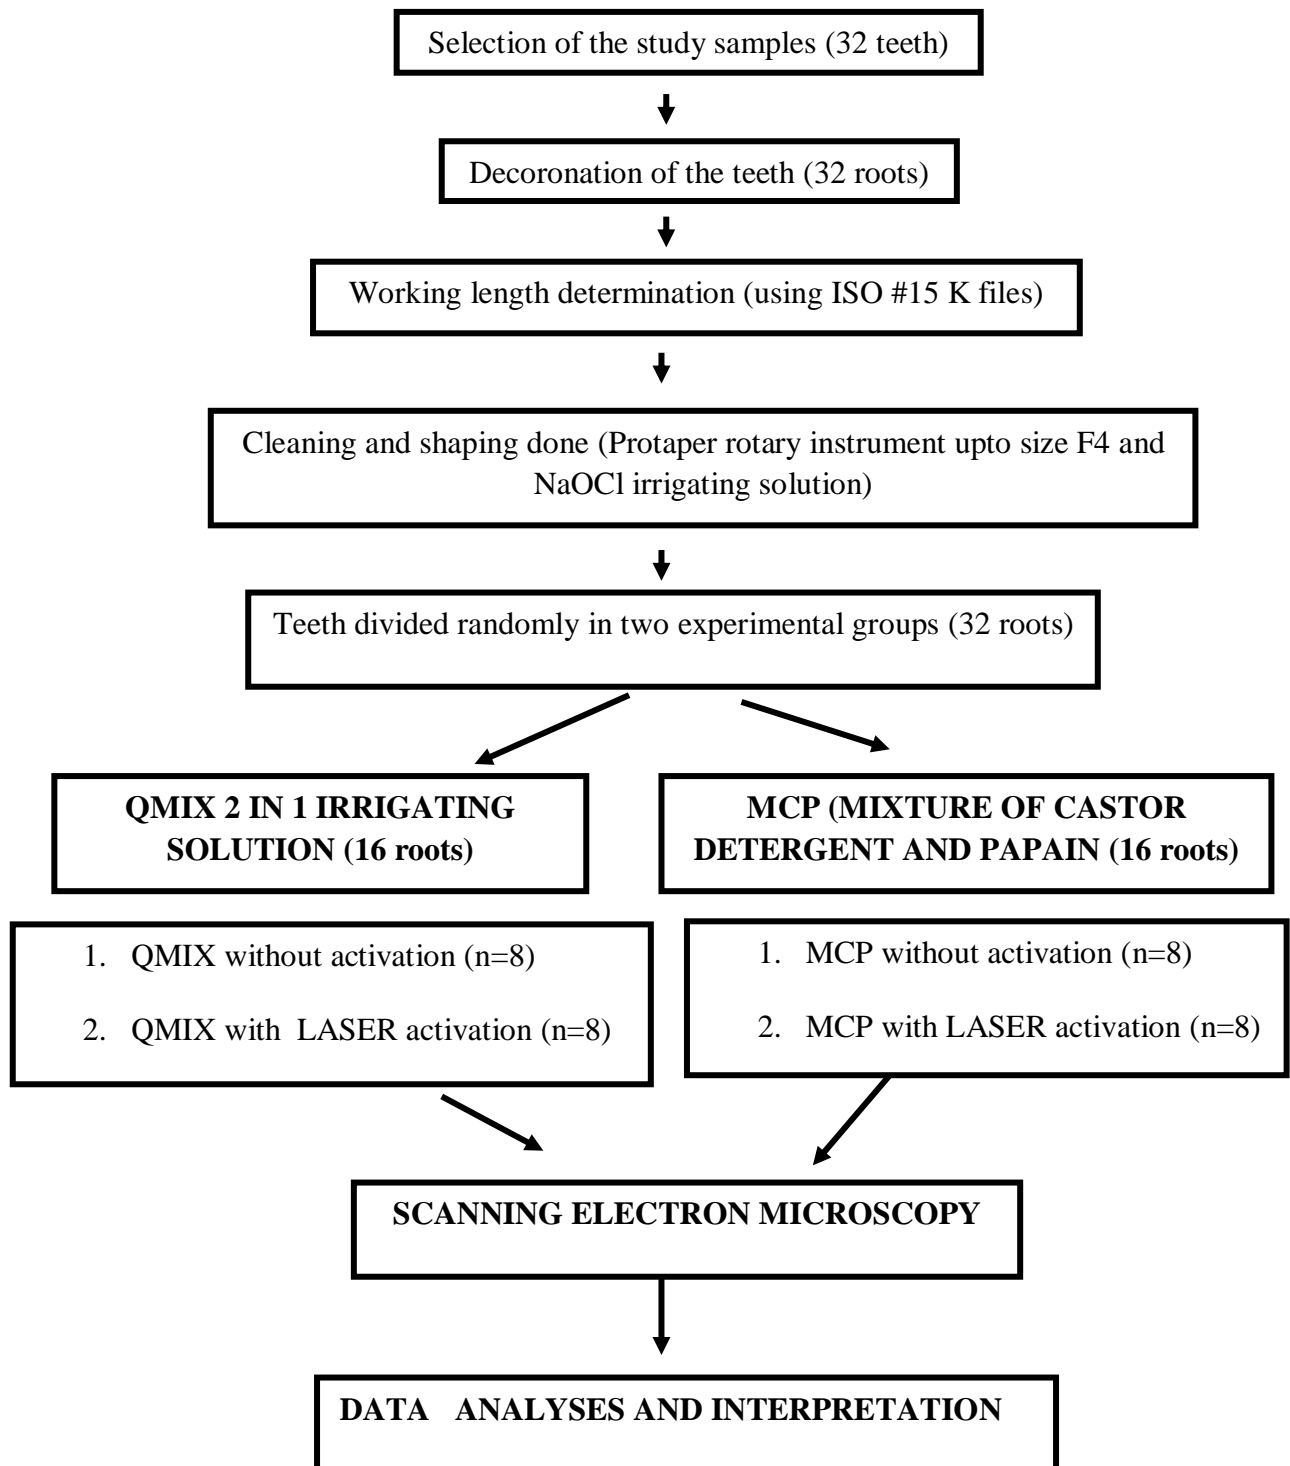 Selection of the study samples (32 teeth)
Decoronation of the teeth (32 roots)
Working length determination (using ISO #15 K files)
Cleaning and shaping done (Protaper rotary instrument upto size F4 and
NaOCl irrigating solution)
Teeth divided randomly in two experimental groups (32 roots)
QMIX 2 IN 1 IRRIGATING
SOLUTION (16 roots)
MCP (MIXTURE OF CASTOR
DETERGENT AND PAPAIN (16 roots)
1. QMIX without activation (n=8)
2. QMIX with LASER activation (n=8)
1. MCP without activation (n=8)
2. MCP with LASER activation (n=8)
SCANNING ELECTRON MICROSCOPY
DATA ANALYSES AND INTERPRETATION